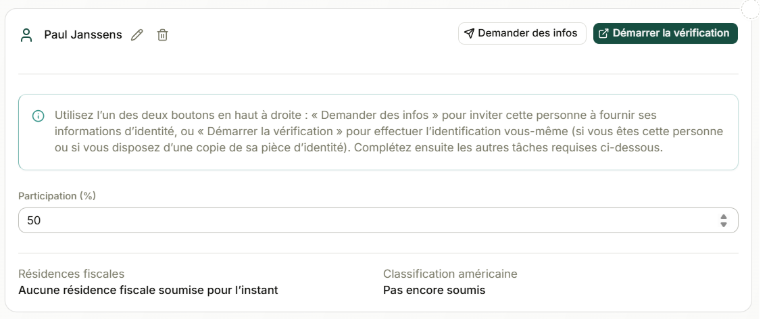 Paul Janssens
Demander des infos
Démarrer la vérification
Utilisez l’un des deux boutons en haut à droite : « Demander des infos » pour inviter cette personne à fournir ses
informations d’identité, ou « Démarrer la vérification » pour effectuer l’identification vous-même (si vous êtes cette personne
ou si vous disposez d’une copie de sa pièce d’identité). Complétez ensuite les autres tâches requises ci-dessous.
Participation (%)
50
Résidences fiscales
Classification américaine
Aucune résidence fiscale soumise pour l’instant
Pas encore soumis